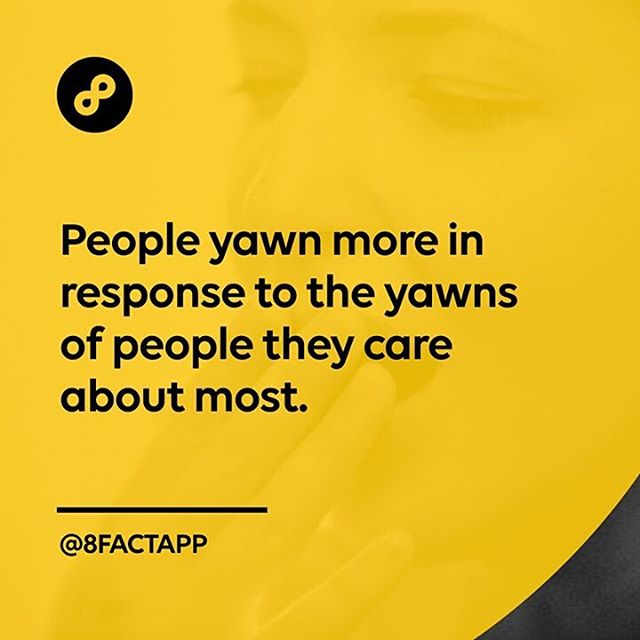 People yawn more in
response to the yawns
of people they care
about most.
@8FACTAPP